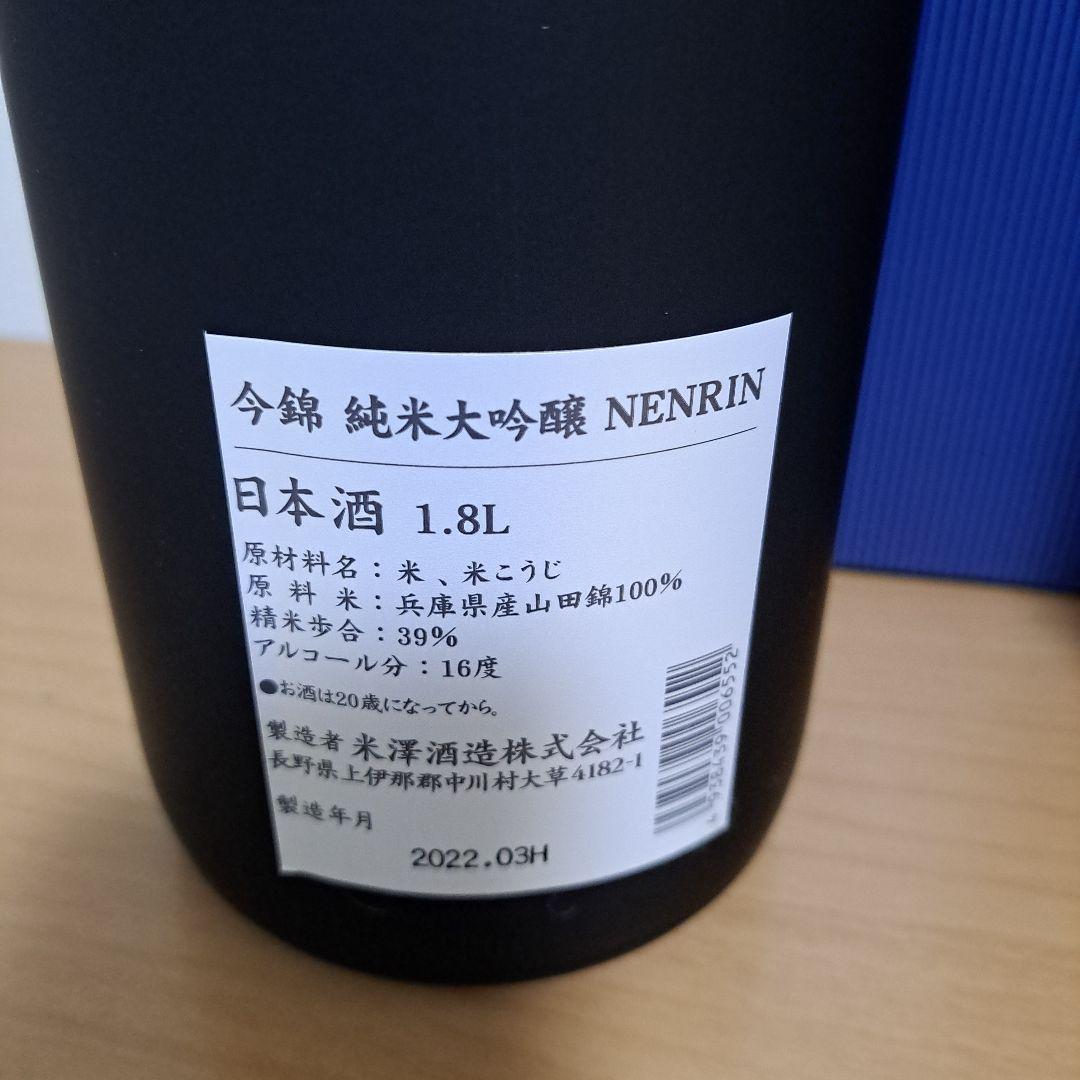 今錦 純米大吟醸 NENRIN
日本酒 1.8L
原材料名：米、米こうじ
原料米：兵庫県産山田錦100%
精米歩合：39%
アルコール分：16度
●お酒は20歳になってから。
製造者 米澤酒造株式会社
長野県上伊那郡中川村大草4182-1
製造年月
2022.03H